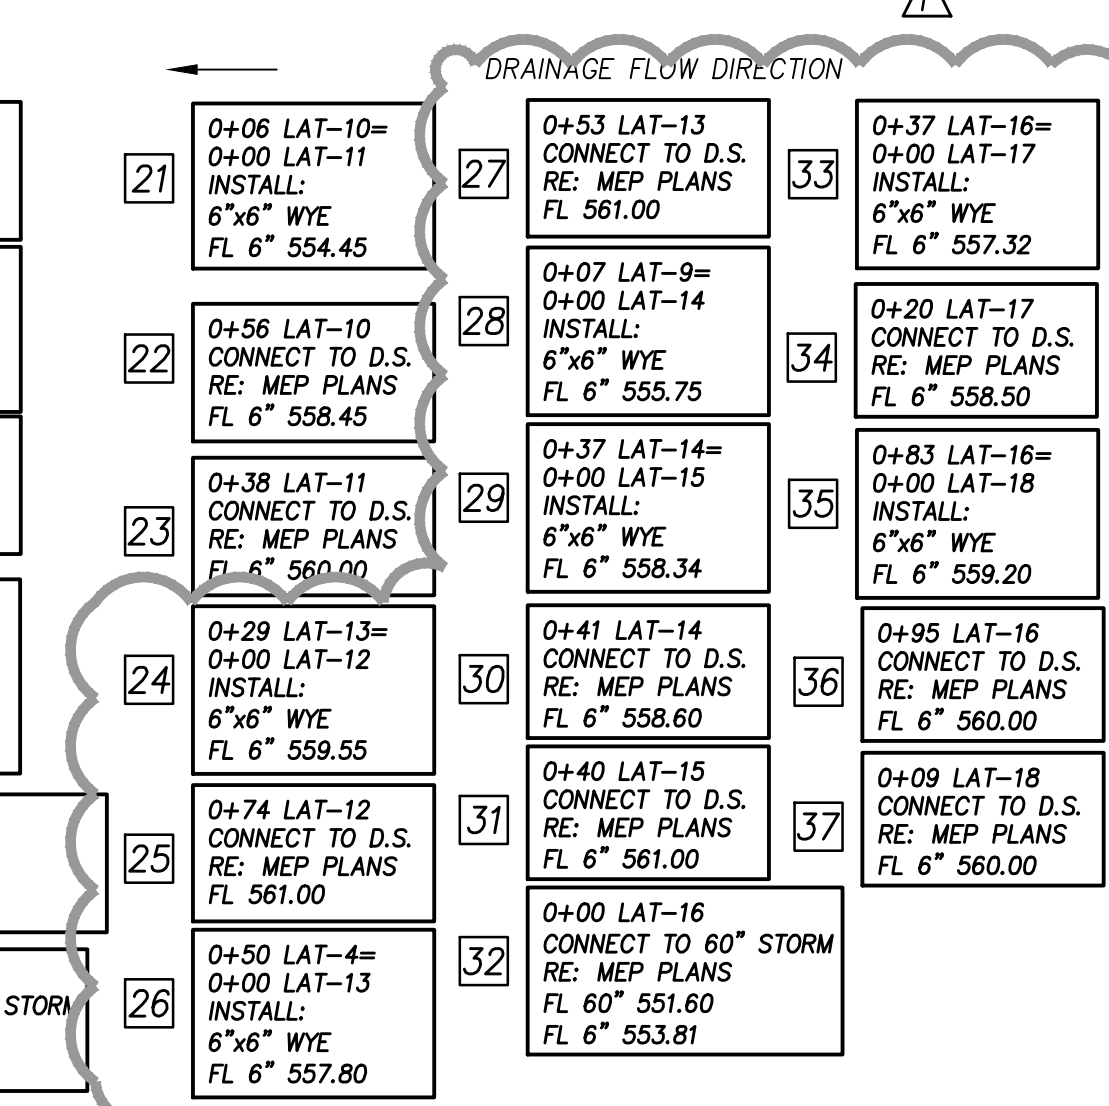 1
DRAINAGE FLOW DIRECTION
21
0+06 LAT-10=
0+00 LAT-11
INSTALL:
6"x6" WYE
FL 6" 554.45
22
0+56 LAT-10
CONNECT TO D.S.
RE: MEP PLANS
FL 6" 558.45
23
0+38 LAT-11
CONNECT TO D.S.
RE: MEP PLANS
FL 6" 560.00
24
0+29 LAT-13=
0+00 LAT-12
INSTALL:
6"x6" WYE
FL 6" 559.55
25
0+74 LAT-12
CONNECT TO D.S.
RE: MEP PLANS
FL 561.00
STORM
26
0+50 LAT-4=
0+00 LAT-13
INSTALL:
6"x6" WYE
FL 6" 557.80
27
0+53 LAT-13
CONNECT TO D.S.
RE: MEP PLANS
FL 561.00
28
0+07 LAT-9=
0+00 LAT-14
INSTALL:
6"x6" WYE
FL 6" 555.75
29
0+37 LAT-14=
0+00 LAT-15
INSTALL:
6"x6" WYE
FL 6" 558.34
30
0+41 LAT-14
CONNECT TO D.S.
RE: MEP PLANS
FL 6" 558.60
31
0+40 LAT-15
CONNECT TO D.S.
RE: MEP PLANS
FL 6" 561.00
32
0+00 LAT-16
CONNECT TO 60" STORM
RE: MEP PLANS
FL 60" 551.60
FL 6" 553.81
33
0+37 LAT-16=
0+00 LAT-17
INSTALL:
6"x6" WYE
FL 6" 557.32
34
0+20 LAT-17
CONNECT TO D.S.
RE: MEP PLANS
FL 6" 558.50
35
0+83 LAT-16=
0+00 LAT-18
INSTALL:
6"x6" WYE
FL 6" 559.20
36
0+95 LAT-16
CONNECT TO D.S.
RE: MEP PLANS
FL 6" 560.00
37
0+09 LAT-18
CONNECT TO D.S.
RE: MEP PLANS
FL 6" 560.00